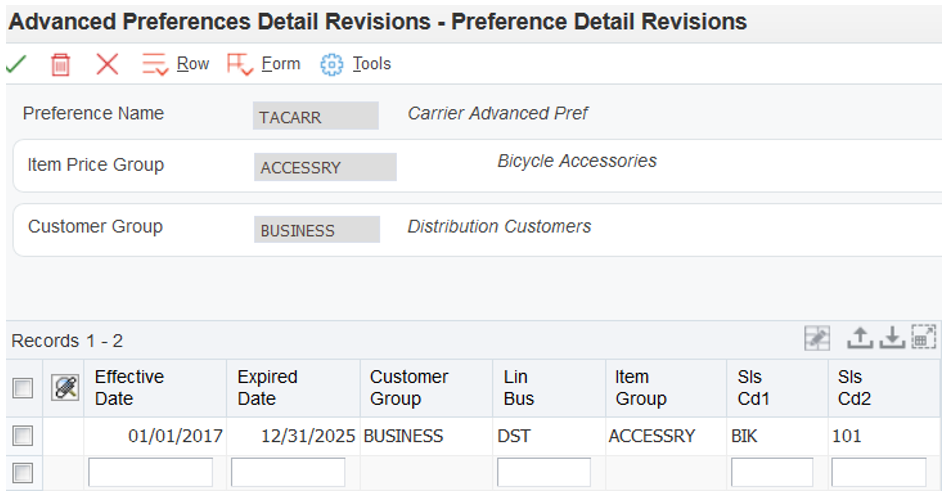 Advanced Preferences Detail Revisions - Preference Detail Revisions
Row Form Tools
Preference Name TACARR Carrier Advanced Pref
Item Price Group ACCESSRY Bicycle Accessories
Customer Group BUSINESS Distribution Customers
Records 1 - 2
Effective Expired Customer Lin Item Sls Sls
Date Date Group Bus Group Cd1 Cd2
01/01/2017 12/31/2025 BUSINESS DST ACCESSRY BIK 101